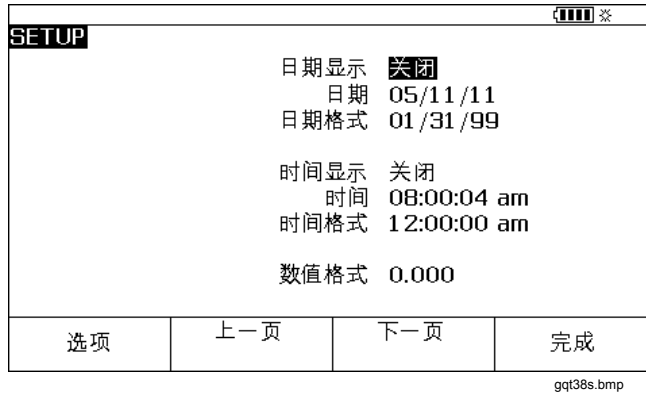 SETUP
日期显示 关闭
日期 05/11/11
日期格式 01/31/99
时间显示 关闭
时间 08:00:04 am
时间格式 12:00:00 am
数值格式 0.000
选项 上一页 下一页 完成
gqt38s.bmp